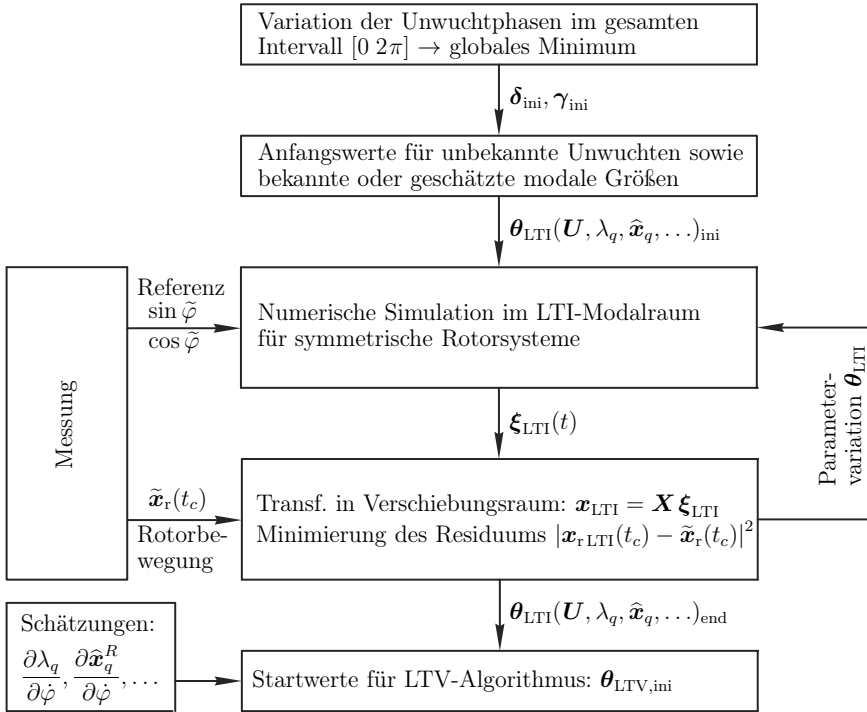 Variation der Unwuchtphasen im gesamten
Intervall [0 2π] → globales Minimum
δ_ini, γ_ini
Anfangswerte für unbekannte Unwuchten sowie
bekannte oder geschätzte modale Größen
θ_LTI(U, λ_q, x̂_q, …)_ini
Messung
Referenz
sin φ̃
cos φ̃
Numerische Simulation im LTI-Modalraum
für symmetrische Rotorsysteme
Parameter-
variation θ_LTI
ξ_LTI(t)
x̃_r(t_c)
Rotorbe-
wegung
Transf. in Verschiebungsraum: x_LTI = X ξ_LTI
Minimierung des Residuums |x_r LTI(t_c) − x̃_r(t_c)|²
θ_LTI(U, λ_q, x̂_q, …)_end
Schätzungen:
∂λ_q/∂φ̇, ∂x̂_q^R/∂φ̇, …
Startwerte für LTV-Algorithmus: θ_LTV,ini